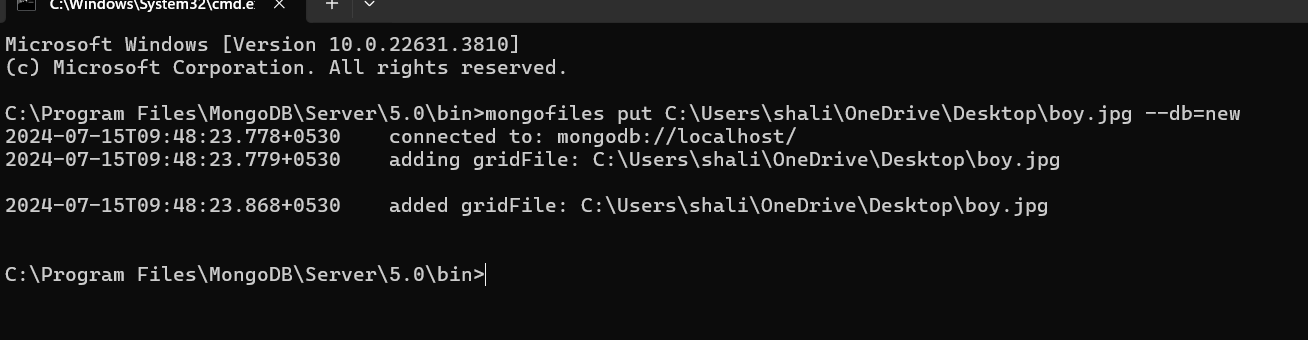 C:\Windows\System32\cmd.e
Microsoft Windows [Version 10.0.22631.3810]
(c) Microsoft Corporation. All rights reserved.
C:\Program Files\MongoDB\Server\5.0\bin>mongofiles put C:\Users\shali\OneDrive\Desktop\boy.jpg --db=new
2024-07-15T09:48:23.778+0530    connected to: mongodb://localhost/
2024-07-15T09:48:23.779+0530    adding gridFile: C:\Users\shali\OneDrive\Desktop\boy.jpg
2024-07-15T09:48:23.868+0530    added gridFile: C:\Users\shali\OneDrive\Desktop\boy.jpg
C:\Program Files\MongoDB\Server\5.0\bin>